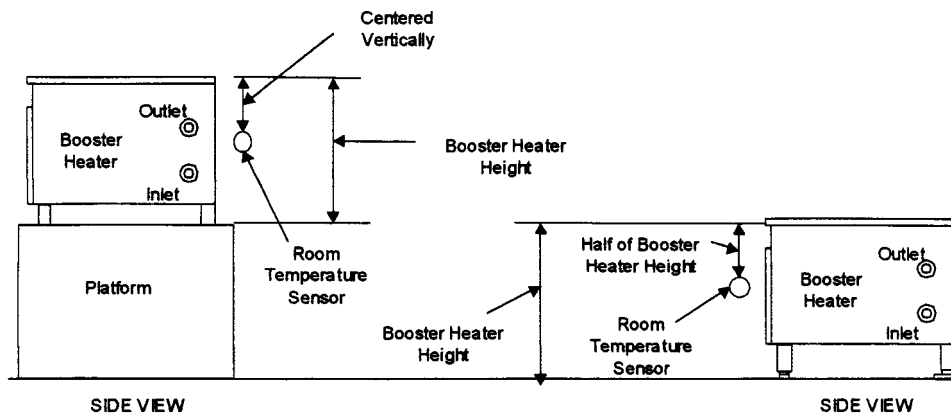 Centered
Vertically
Outlet
Booster
Heater
Inlet
Booster Heater
Height
Room
Temperature
Sensor
Platform
SIDE VIEW
Half of Booster
Heater Height
Booster Heater
Height
Room
Temperature
Sensor
Outlet
Booster
Heater
Inlet
SIDE VIEW